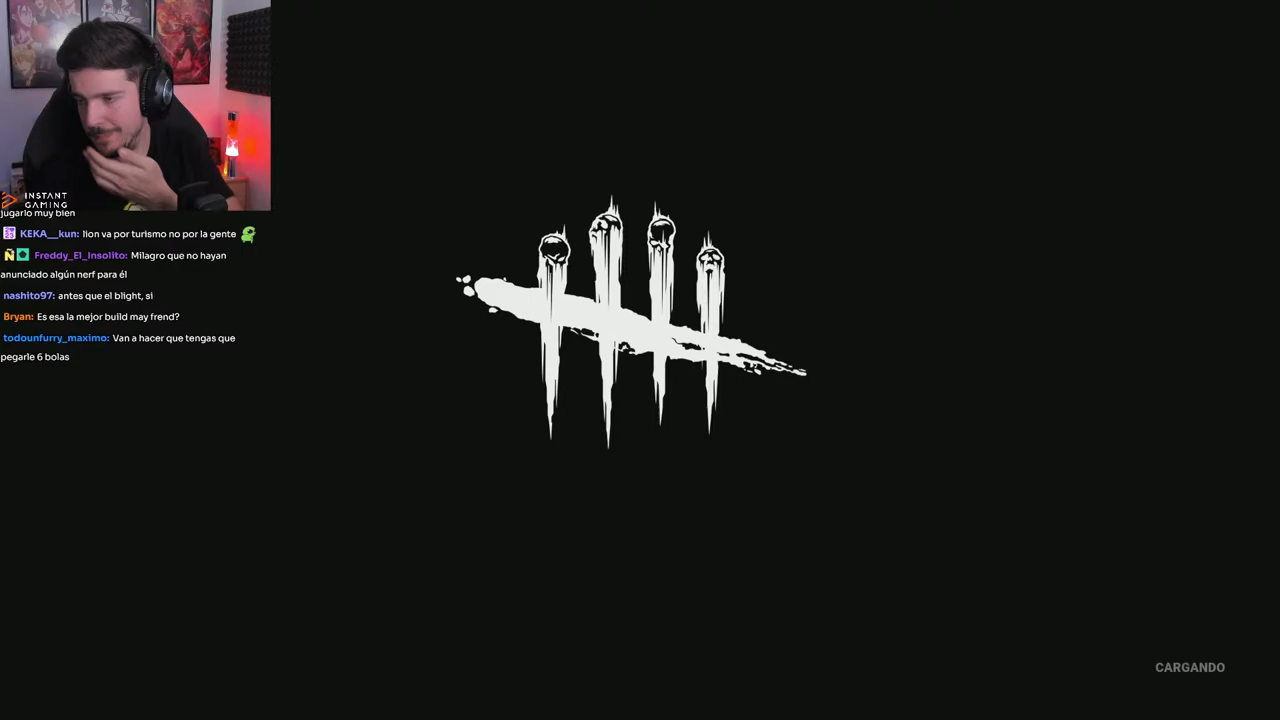 INSTANT
GAMING
jugarlo muy bien
KEKA__kun: lion va por turismo no por la gente
Freddy_El_Insolito: Milagro que no hayan
anunciado algún nerf para él
nashito97: antes que el blight, si
Bryan: Es esa la mejor build may frend?
todounfurry_maximo: Van a hacer que tengas que
pegarle 6 bolas
CARGANDO